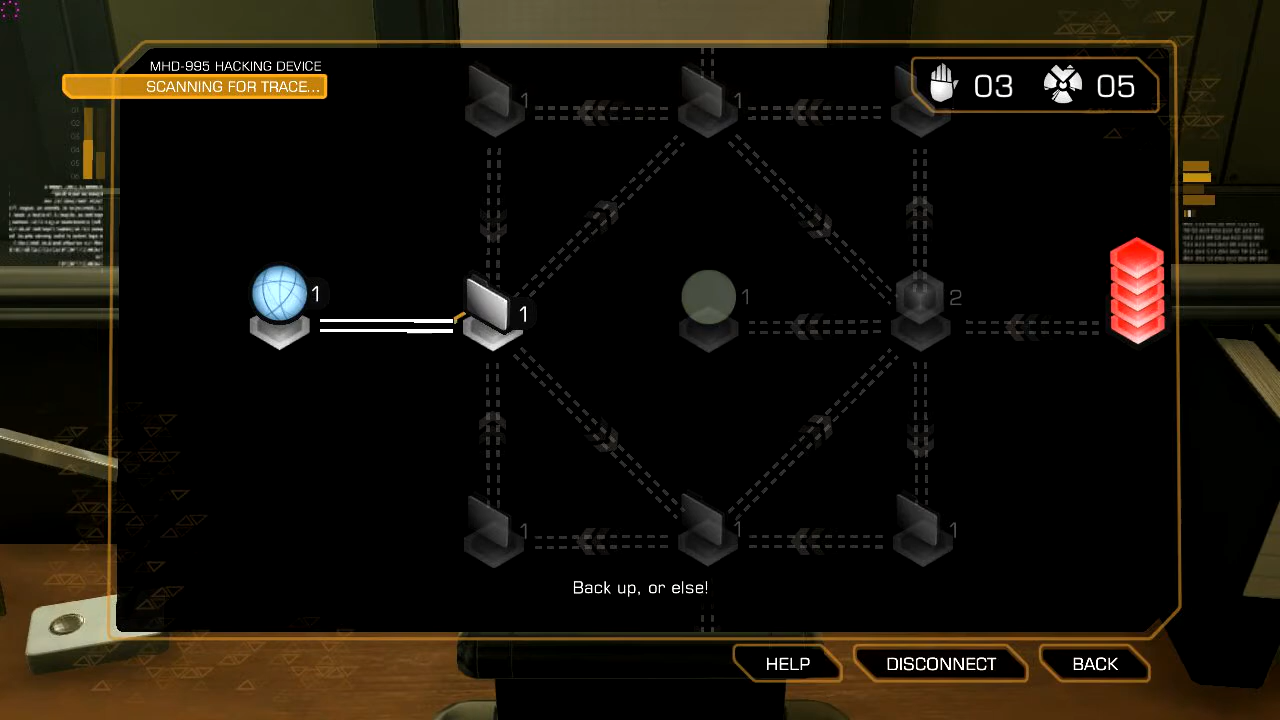 MHD-995 HACKING DEVICE
SCANNING FOR TRACE...
03 05
1 1
1 1 1 2
1 1 1
Back up, or else!
HELP DISCONNECT BACK